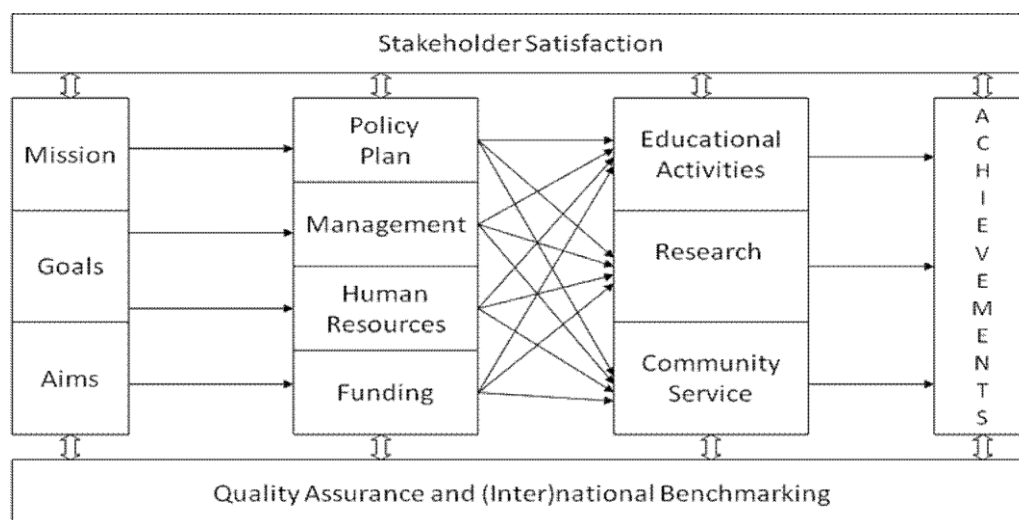 Stakeholder Satisfaction
Mission
Goals
Aims
Policy
Plan
Management
Human
Resources
Funding
Educational
Activities
Research
Community
Service
A
C
H
I
E
V
E
M
E
N
T
S
Quality Assurance and (Inter)national Benchmarking